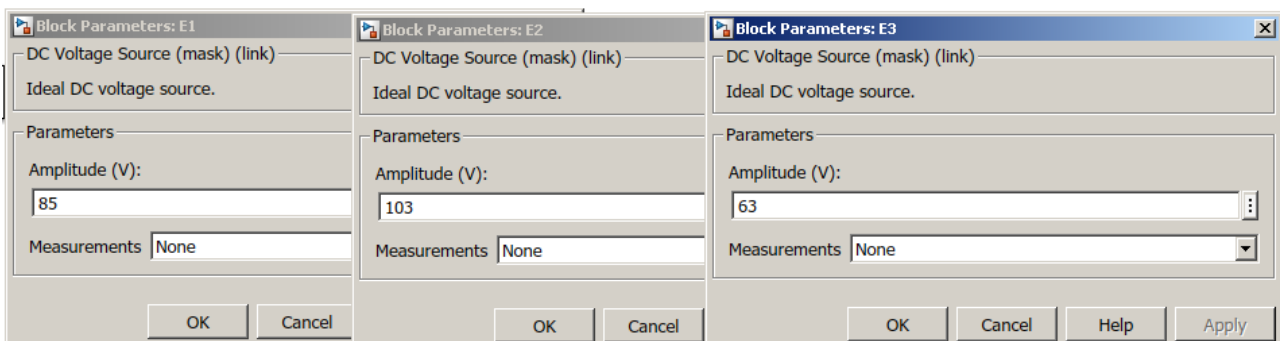 Block Parameters: E1
DC Voltage Source (mask) (link)
Ideal DC voltage source.
Parameters
Amplitude (V):
85
Measurements None
OK Cancel
Block Parameters: E2
DC Voltage Source (mask) (link)
Ideal DC voltage source.
Parameters
Amplitude (V):
103
Measurements None
OK Cancel
Block Parameters: E3
DC Voltage Source (mask) (link)
Ideal DC voltage source.
Parameters
Amplitude (V):
63
Measurements None
OK Cancel Help Apply